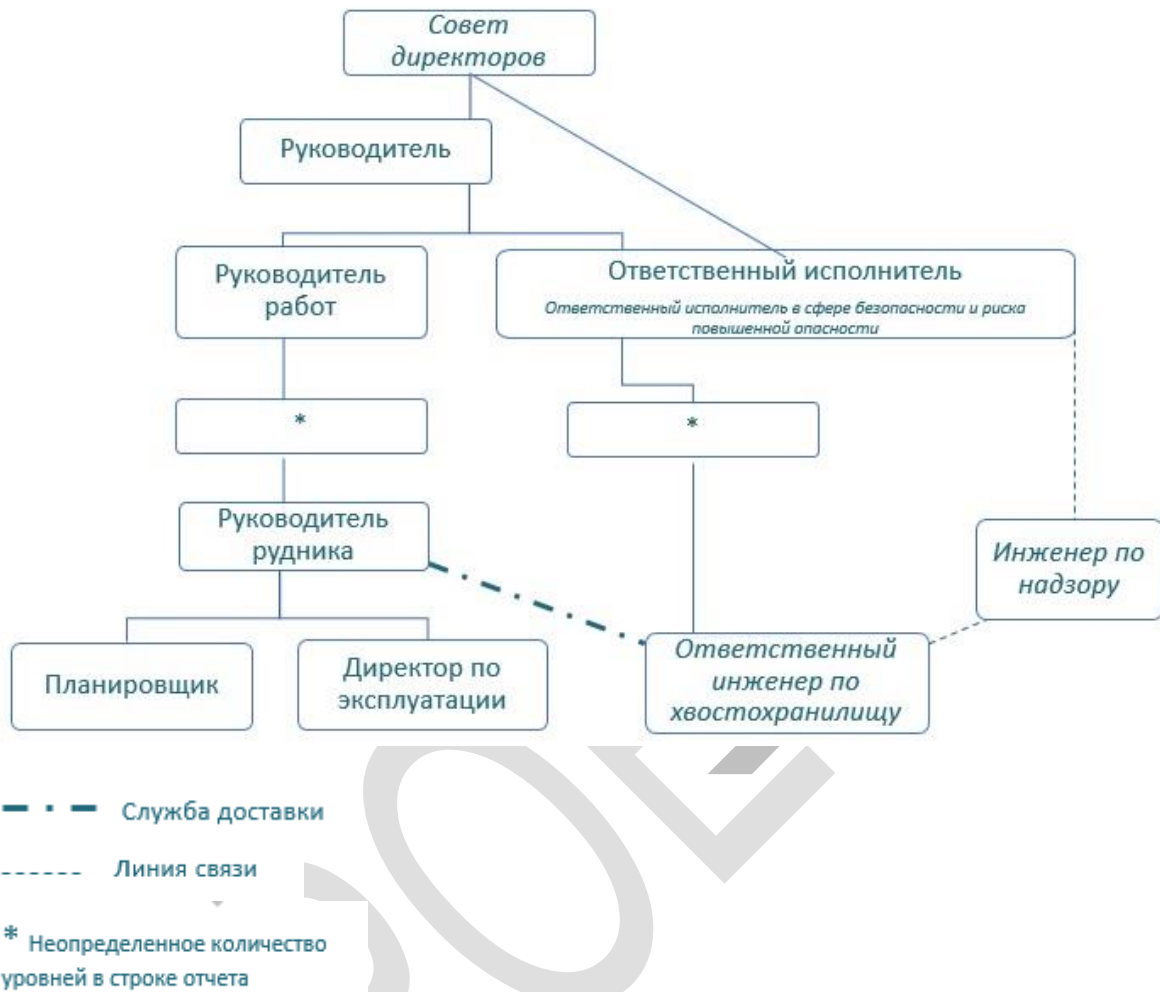 Совет
директоров
Руководитель
Руководитель
работ
Ответственный исполнитель
Ответственный исполнитель в сфере безопасности и риска
повышенной опасности
*
*
Руководитель
рудника
Инженер по
надзору
Планировщик
Директор по
эксплуатации
Ответственный
инженер по
хвостохранилищу
Служба доставки
Линия связи
* Неопределенное количество
уровней в строке отчета